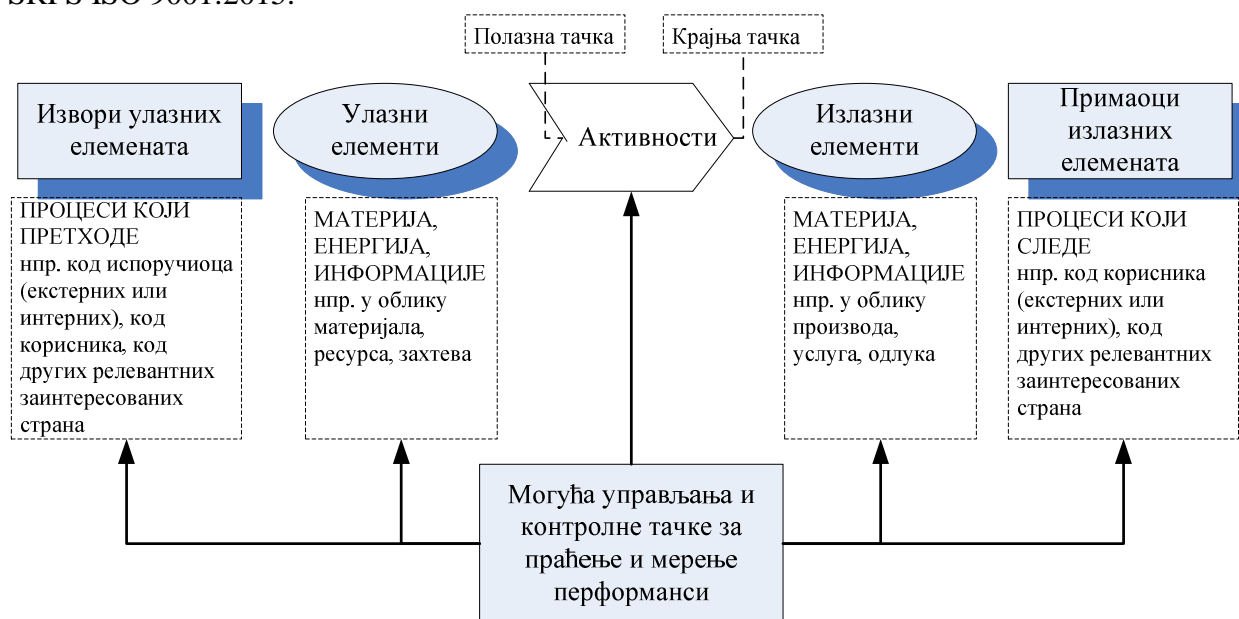 SRPS ISO 9001:2015.
Полазна тачка
Крајња тачка
Извори улазних
елемената
Улазни
елементи
Активности
Излазни
елементи
Примаоци
излазних
елемената
ПРОЦЕСИ КОЈИ
ПРЕТХОДЕ
нпр. код испоручиоца
(екстерних или
интерних), код
корисника, код
других релевантних
заинтересованих
страна
МАТЕРИЈА,
ЕНЕРГИЈА,
ИНФОРМАЦИЈЕ
нпр. у облику
материјала,
ресурса, захтева
МАТЕРИЈА,
ЕНЕРГИЈА,
ИНФОРМАЦИЈЕ
нпр. у облику
производа,
услуга, одлука
ПРОЦЕСИ КОЈИ
СЛЕДЕ
нпр. код корисника
(екстерних или
интерних), код
других релевантних
заинтересованих
страна
Могућа управљања и
контролне тачке за
праћење и мерење
перформанси